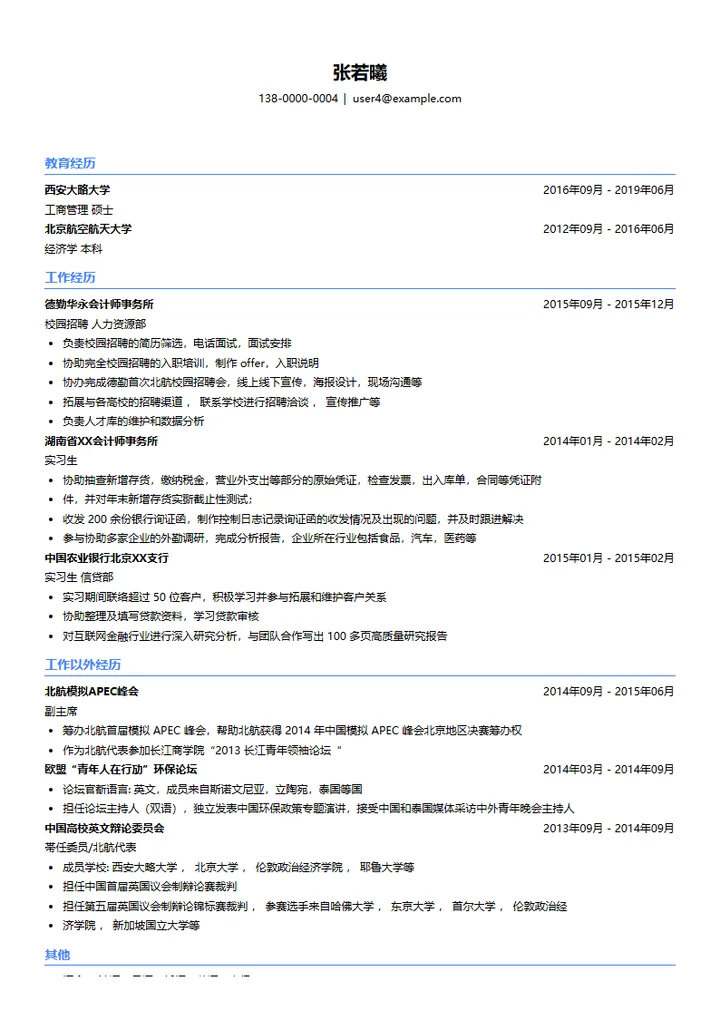 张若曦
138-0000-0004 | user4@example.com
教育经历
西安大略大学 2016年09月 - 2019年06月
工商管理 硕士
北京航空航天大学 2012年09月 - 2016年06月
经济学 本科
工作经历
德勤华永会计师事务所 2015年09月 - 2015年12月
校园招聘 人力资源部
• 负责校园招聘的简历筛选，电话面试，面试安排
• 协助完全校园招聘的入职培训，制作 offer，入职说明
• 协办完成德勤首次北航校园招聘会，线上线下宣传，海报设计，现场沟通等
• 拓展与各高校的招聘渠道 ， 联系学校进行招聘洽谈 ， 宣传推广等
• 负责人才库的维护和数据分析
湖南省XX会计师事务所 2014年01月 - 2014年02月
实习生
• 协助抽查新增存货，缴纳税金，营业外支出等部分的原始凭证，检查发票，出入库单，合同等凭证附
• 件，并对年末新增存货实斷截止性测试；
• 收发 200 余份银行询证函，制作控制日志记录询证函的收发情况及出现的问题，并及时跟进解决
• 参与协助多家企业的外勤调研，完成分析报告，企业所在行业包括食品，汽车，医药等
中国农业银行北京XX支行 2015年01月 - 2015年02月
实习生 信贷部
• 实习期间联络超过 50 位客户，积极学习并参与拓展和维护客户关系
• 协助整理及填写贷款资料，学习贷款审核
• 对互联网金融行业进行深入研究分析，与团队合作写出 100 多页高质量研究报告
工作以外经历
北航模拟APEC峰会 2014年09月 - 2015年06月
副主席
• 筹办北航首届模拟 APEC 峰会，帮助北航获得 2014 年中国模拟 APEC 峰会北京地区决赛筹办权
• 作为北航代表参加长江商学院“2013 长江青年领袖论坛 “
欧盟“青年人在行动”环保论坛 2014年03月 - 2014年09月
• 论坛官新语言: 英文，成员来自斯诺文尼亚，立陶宛，泰国等国
• 担任论坛主持人（双语），独立发表中国环保政策专题演讲，接受中国和泰国媒体采访中外青年晚会主持人
中国高校英文辩论委员会 2013年09月 - 2014年09月
帯任委员/北航代表
• 成员学校: 西安大略大学 ， 北京大学 ， 伦敦政治经济学院 ， 耶鲁大学等
• 担任中国首届英国议会制辩论赛裁判
• 担任第五届英国议会制辩论锦标赛裁判 ， 参赛选手来自哈佛大学 ， 东京大学 ， 首尔大学 ， 伦敦政治经
• 济学院 ， 新加坡国立大学等
其他